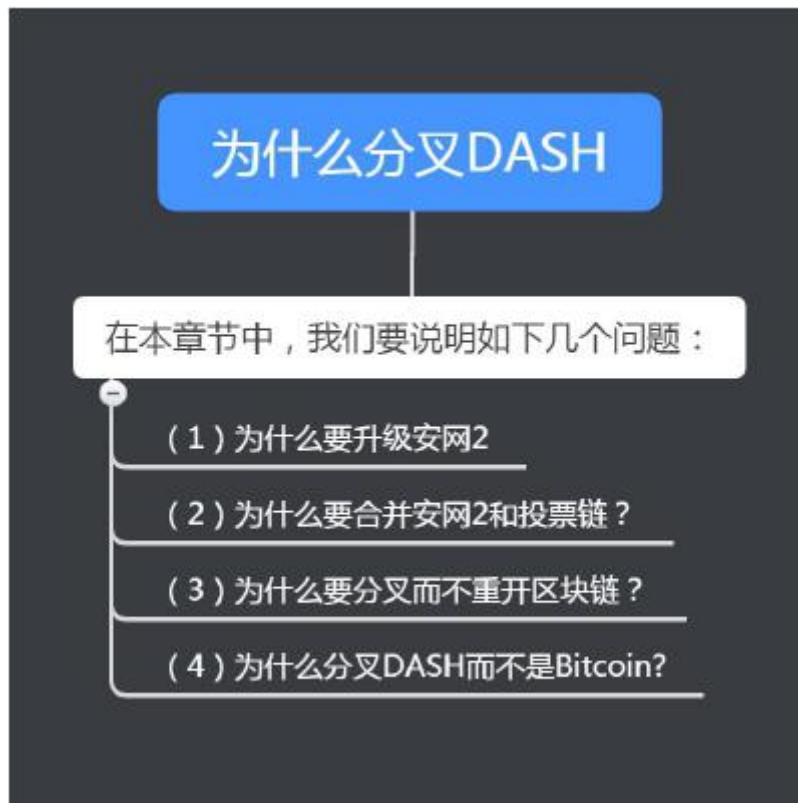 为什么分叉DASH
在本章节中，我们要说明如下几个问题：
（1）为什么要升级安网2
（2）为什么要合并安网2和投票链？
（3）为什么要分叉而不重开区块链？
（4）为什么分叉DASH而不是Bitcoin?